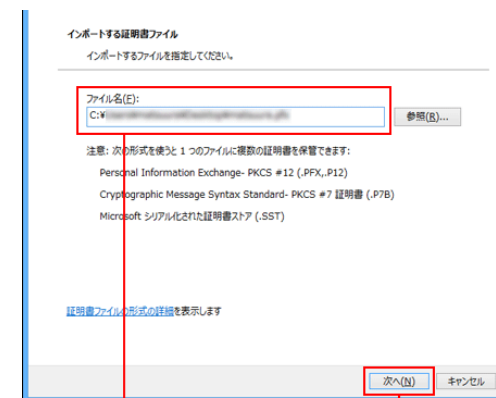 インポートする証明書ファイル
インポートするファイルを指定してください。
ファイル名(F):
C:¥
参照(R)...
注意: 次の形式を使うと 1 つのファイルに複数の証明書を保管できます:
Personal Information Exchange- PKCS #12 (.PFX,.P12)
Cryptographic Message Syntax Standard- PKCS #7 証明書 (.P7B)
Microsoft シリアル化された証明書ストア (.SST)
証明書ファイルの形式の詳細を表示します
次へ(N)
キャンセル